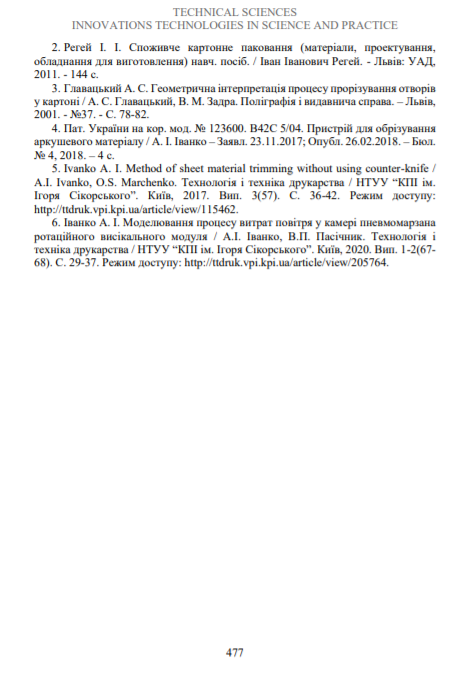 TECHNICAL SCIENCES
INNOVATIONS TECHNOLOGIES IN SCIENCE AND PRACTICE
2. Регей І. І. Споживче картонне паковання (матеріали, проектування,
обладнання для виготовлення) навч. посіб. / Іван Іванович Регей. - Львів: УАД,
2011. - 144 с.
3. Главацький А. С. Геометрична інтерпретація процесу прорізування отворів
у картоні / А. С. Главацький, В. М. Задра. Поліграфія і видавнича справа. – Львів,
2001. - №37. - С. 78-82.
4. Пат. України на кор. мод. № 123600. B42C 5/04. Пристрій для обрізування
аркушевого матеріалу / А. І. Іванко – Заявл. 23.11.2017; Опубл. 26.02.2018. – Бюл.
№ 4, 2018. – 4 с.
5. Ivanko A. I. Method of sheet material trimming without using counter-knife /
A.I. Ivanko, O.S. Marchenko. Технологія і техніка друкарства / НТУУ “КПІ ім.
Ігоря Сікорського”. Київ, 2017. Вип. 3(57). С. 36-42. Режим доступу:
http://ttdruk.vpi.kpi.ua/article/view/115462.
6. Іванко А. І. Моделювання процесу витрат повітря у камері пневмомарзана
ротаційного висікального модуля / А.І. Іванко, В.П. Пасічник. Технологія і
техніка друкарства / НТУУ “КПІ ім. Ігоря Сікорського”. Київ, 2020. Вип. 1-2(67-
68). С. 29-37. Режим доступу: http://ttdruk.vpi.kpi.ua/article/view/205764.
477